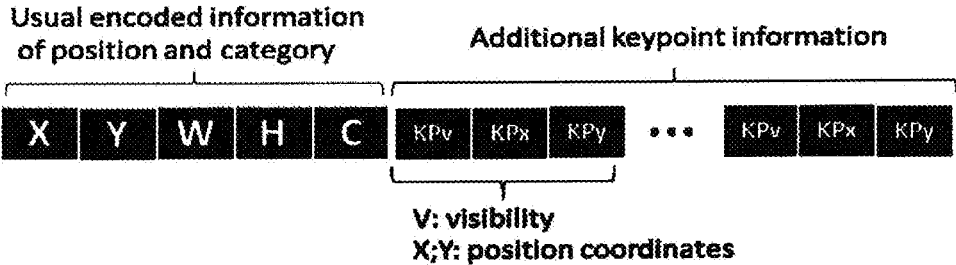 Usual encoded information
of position and category
Additional keypoint information
X Y W H C KPv KPx KPy ••• KPv KPx KPy
V: visibility
X;Y: position coordinates